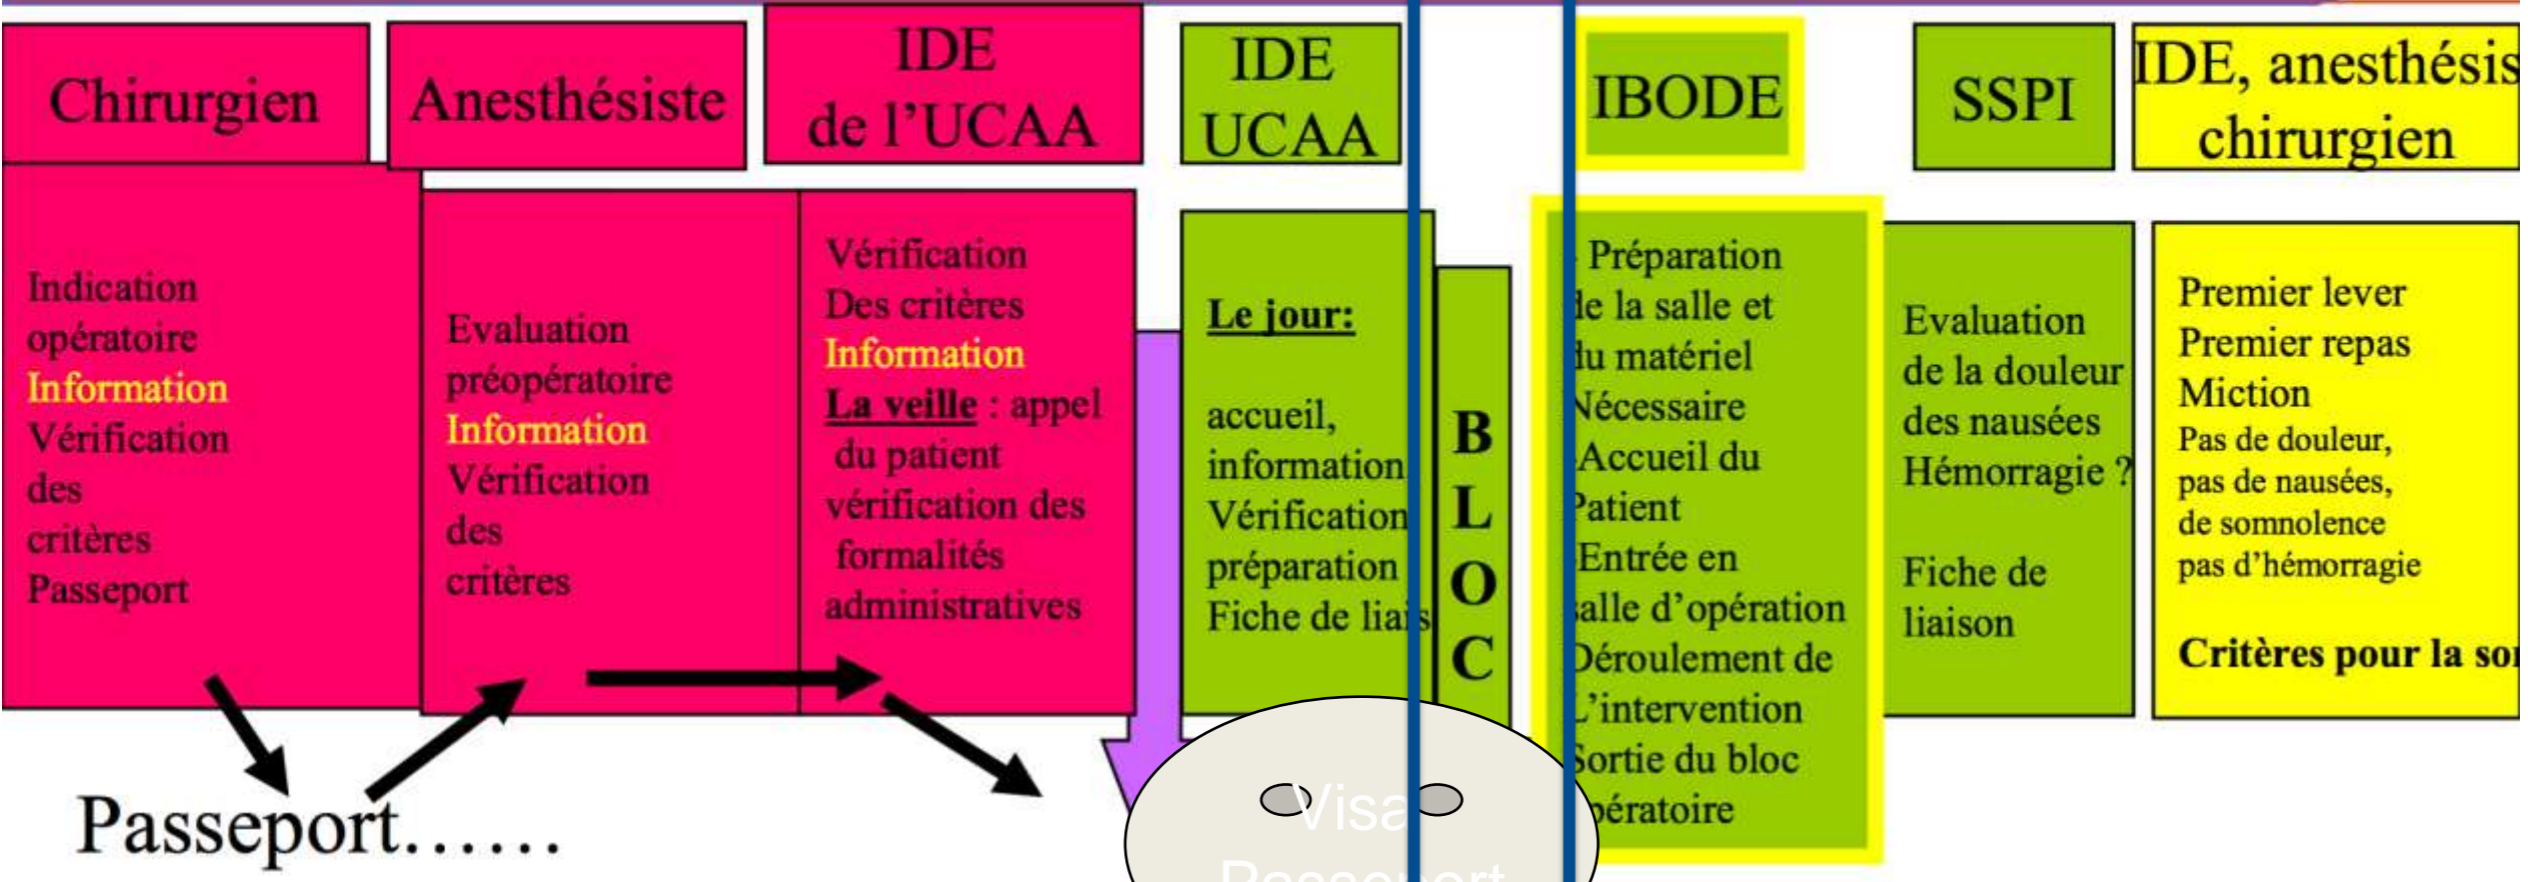 Chirurgien
Anesthésiste
IDE
de l'UCAA
IDE
UCAA
IBODE
SSPI
IDE, anesthésis
chirurgien
Indication
opératoire
Information
Vérification
des
critères
Passeport
Evaluation
préopératoire
Information
Vérification
des
critères
Vérification
Des critères
Information
La veille : appel
du patient
vérification des
formalités
administratives
Le jour:
accueil,
information
Vérification
préparation
Fiche de liais
B
L
O
C
- Préparation
de la salle et
du matériel
Nécessaire
-Accueil du
Patient
-Entrée en
salle d'opération
Déroulement de
L'intervention
Sortie du bloc
opératoire
Evaluation
de la douleur
des nausées
Hémorragie ?
Fiche de
liaison
Premier lever
Premier repas
Miction
Pas de douleur,
pas de nausées,
de somnolence
pas d'hémorragie
Critères pour la sor
Passeport……
Visa
Passeport